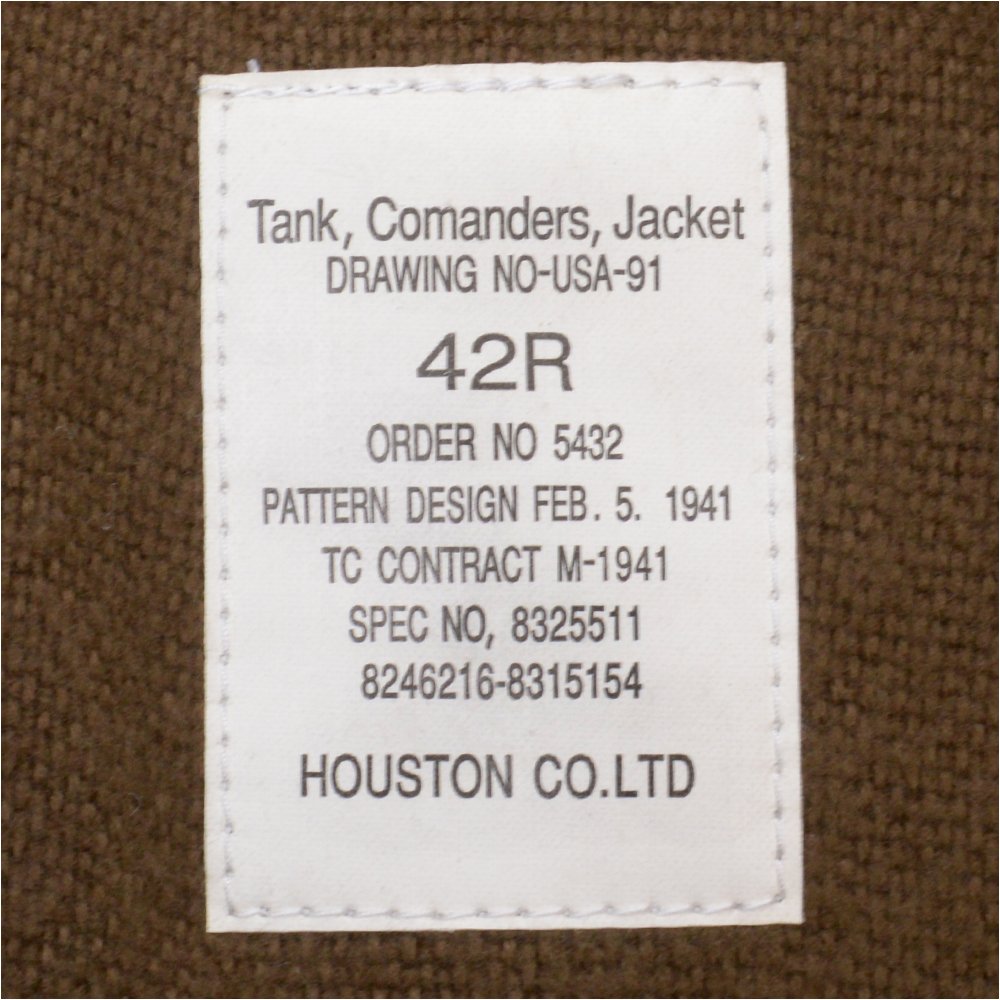 Tank, Comanders, Jacket
DRAWING NO-USA-91
42R
ORDER NO 5432
PATTERN DESIGN FEB. 5. 1941
TC CONTRACT M-1941
SPEC NO, 8325511
8246216-8315154
HOUSTON CO.LTD